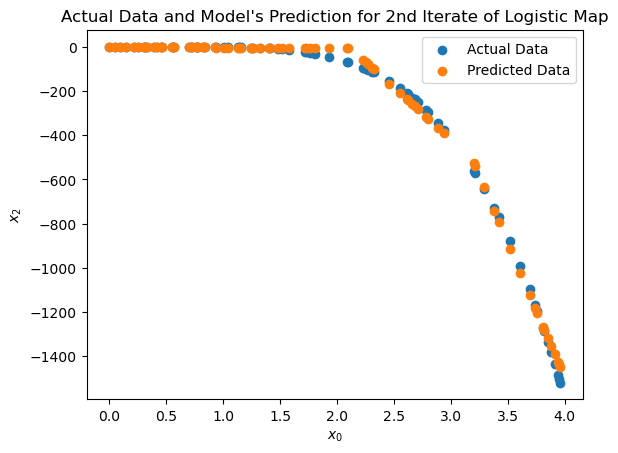 Actual Data and Model's Prediction for 2nd Iterate of Logistic Map
Actual Data
Predicted Data
0
−200
−400
−600
−800
−1000
−1200
−1400
x₂
0.0 0.5 1.0 1.5 2.0 2.5 3.0 3.5 4.0
x₀